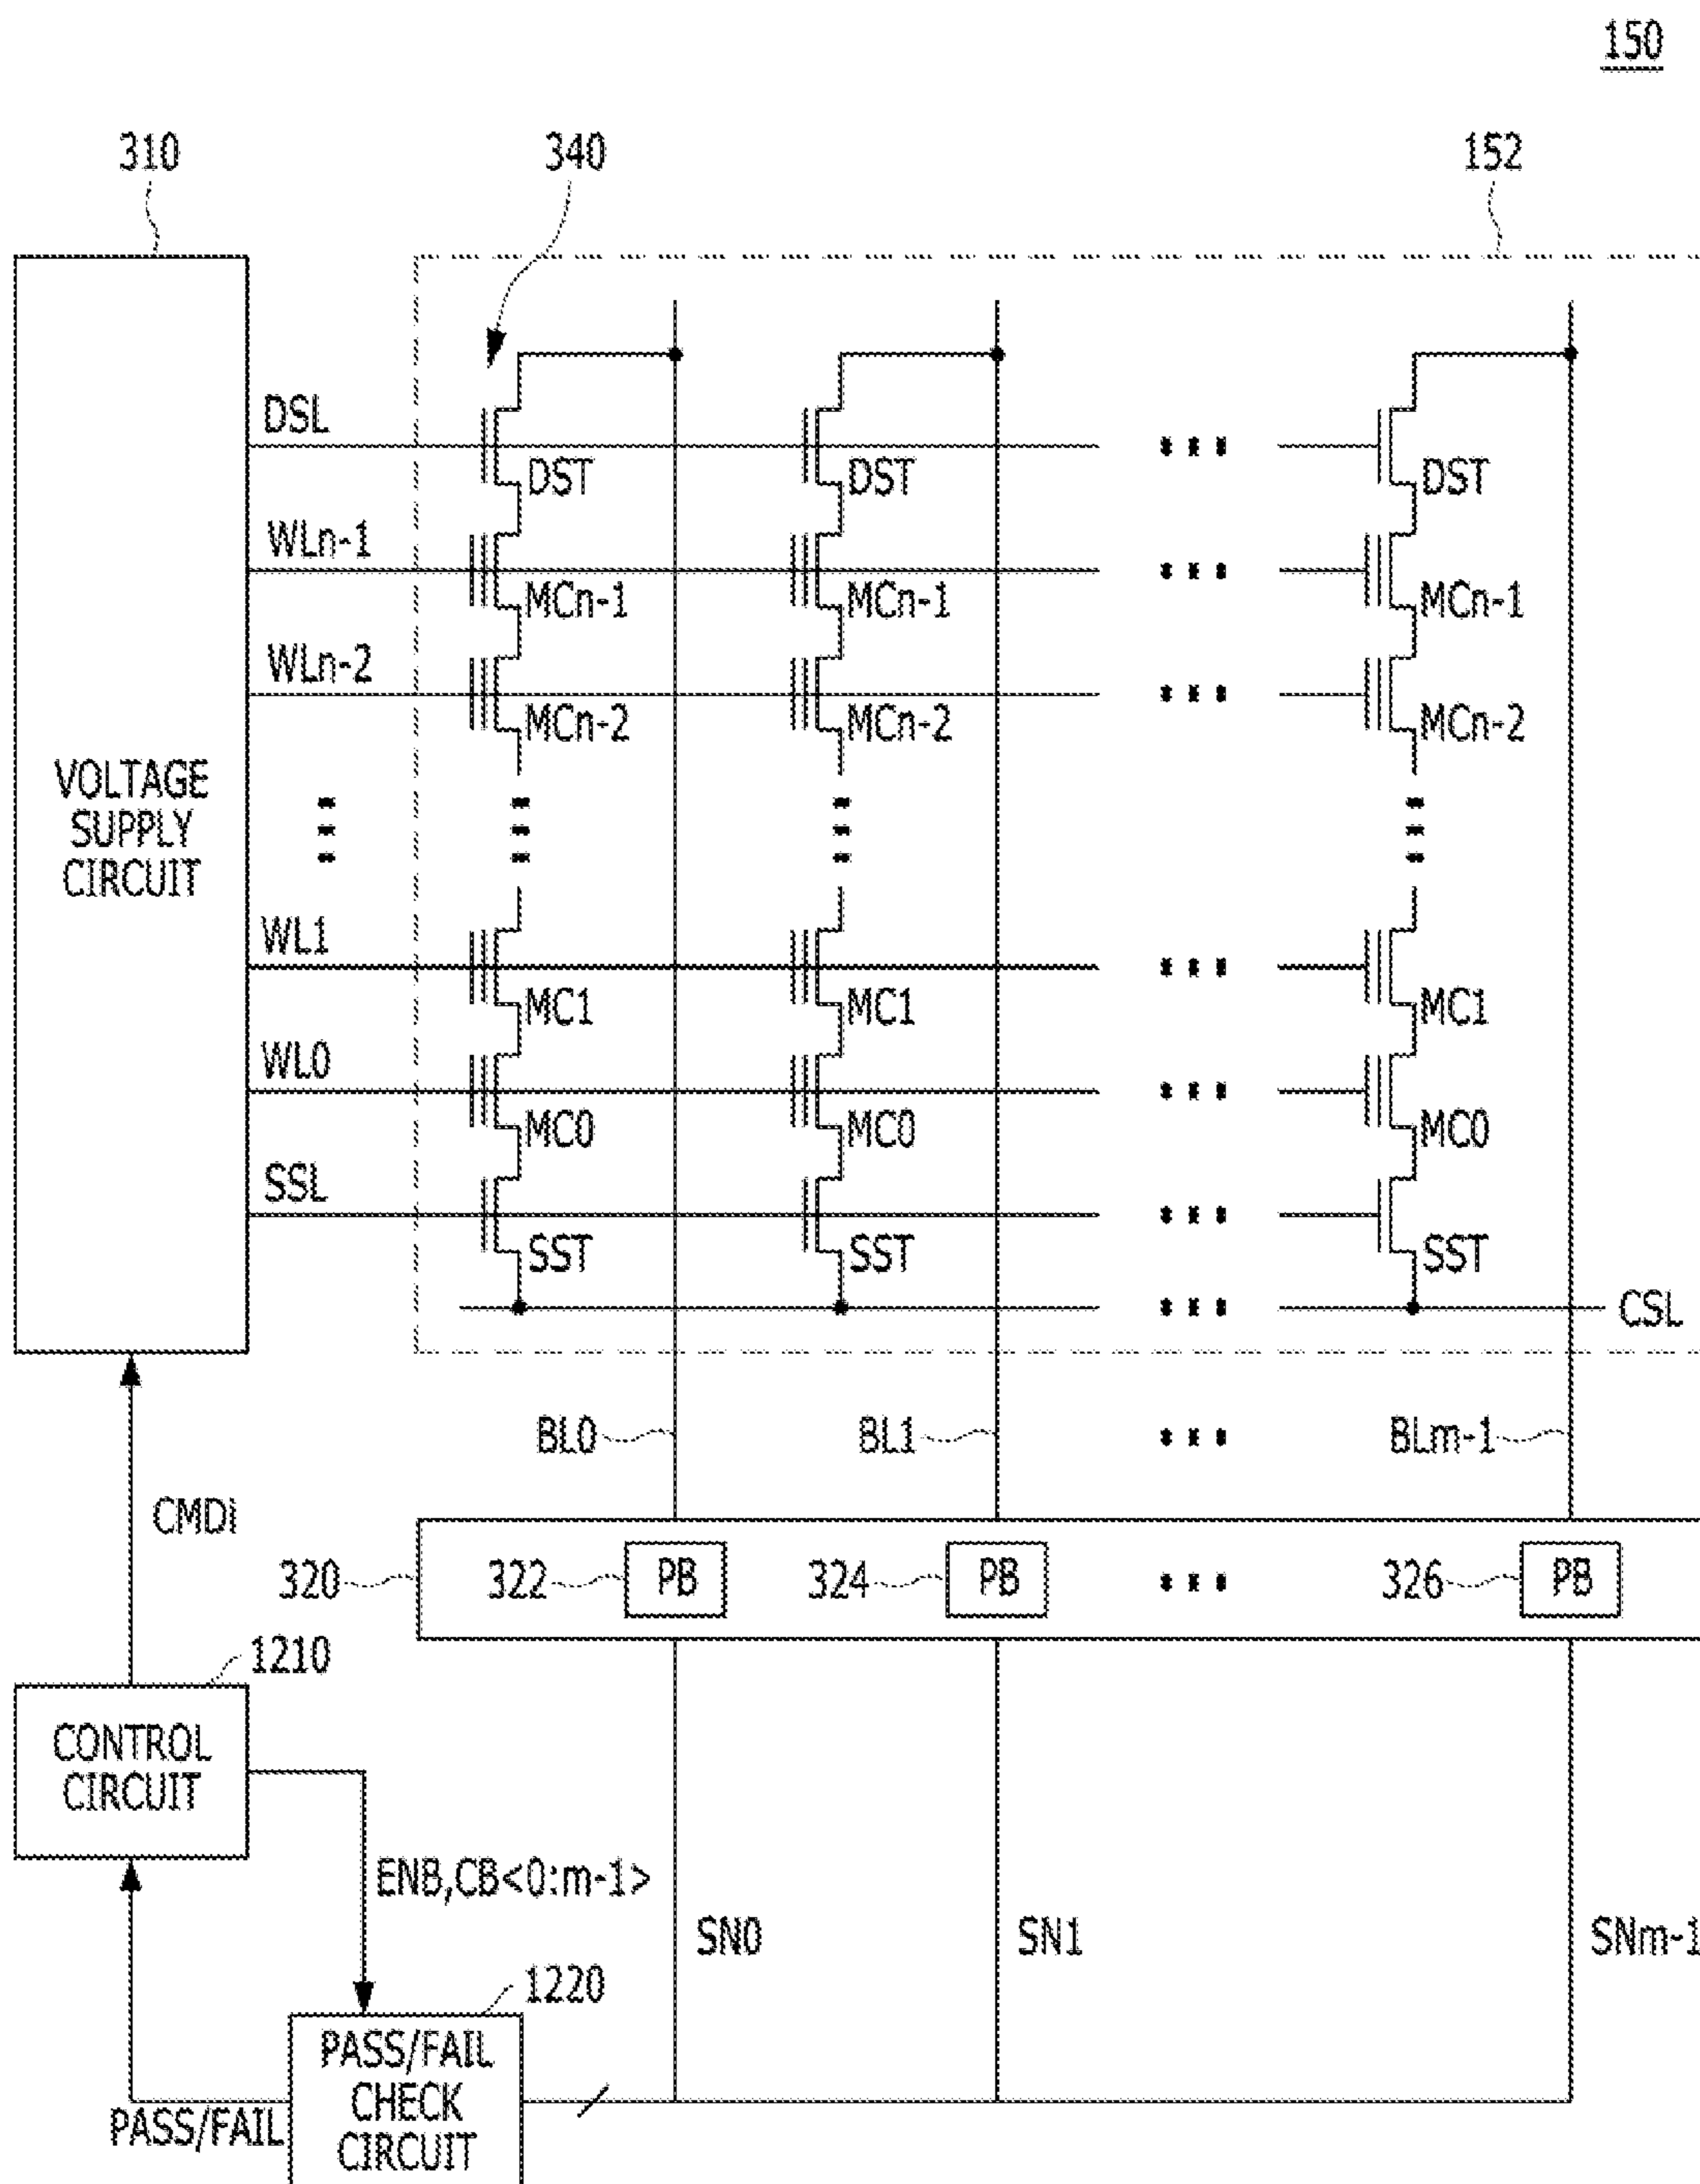 150
310
340
152
DSL
DST
DST
DST
WLn-1
MCn-1
MCn-1
MCn-1
WLn-2
MCn-2
MCn-2
MCn-2
VOLTAGE
SUPPLY
CIRCUIT
WL1
MC1
MC1
MC1
WL0
MC0
MC0
MC0
SSL
SST
SST
SST
CSL
BL0
BL1
BLm-1
CMDi
320
322
PB
324
PB
326
PB
1210
CONTROL
CIRCUIT
ENB,CB<0:m-1>
SN0
SN1
SNm-1
1220
PASS/FAIL
CHECK
CIRCUIT
PASS/FAIL